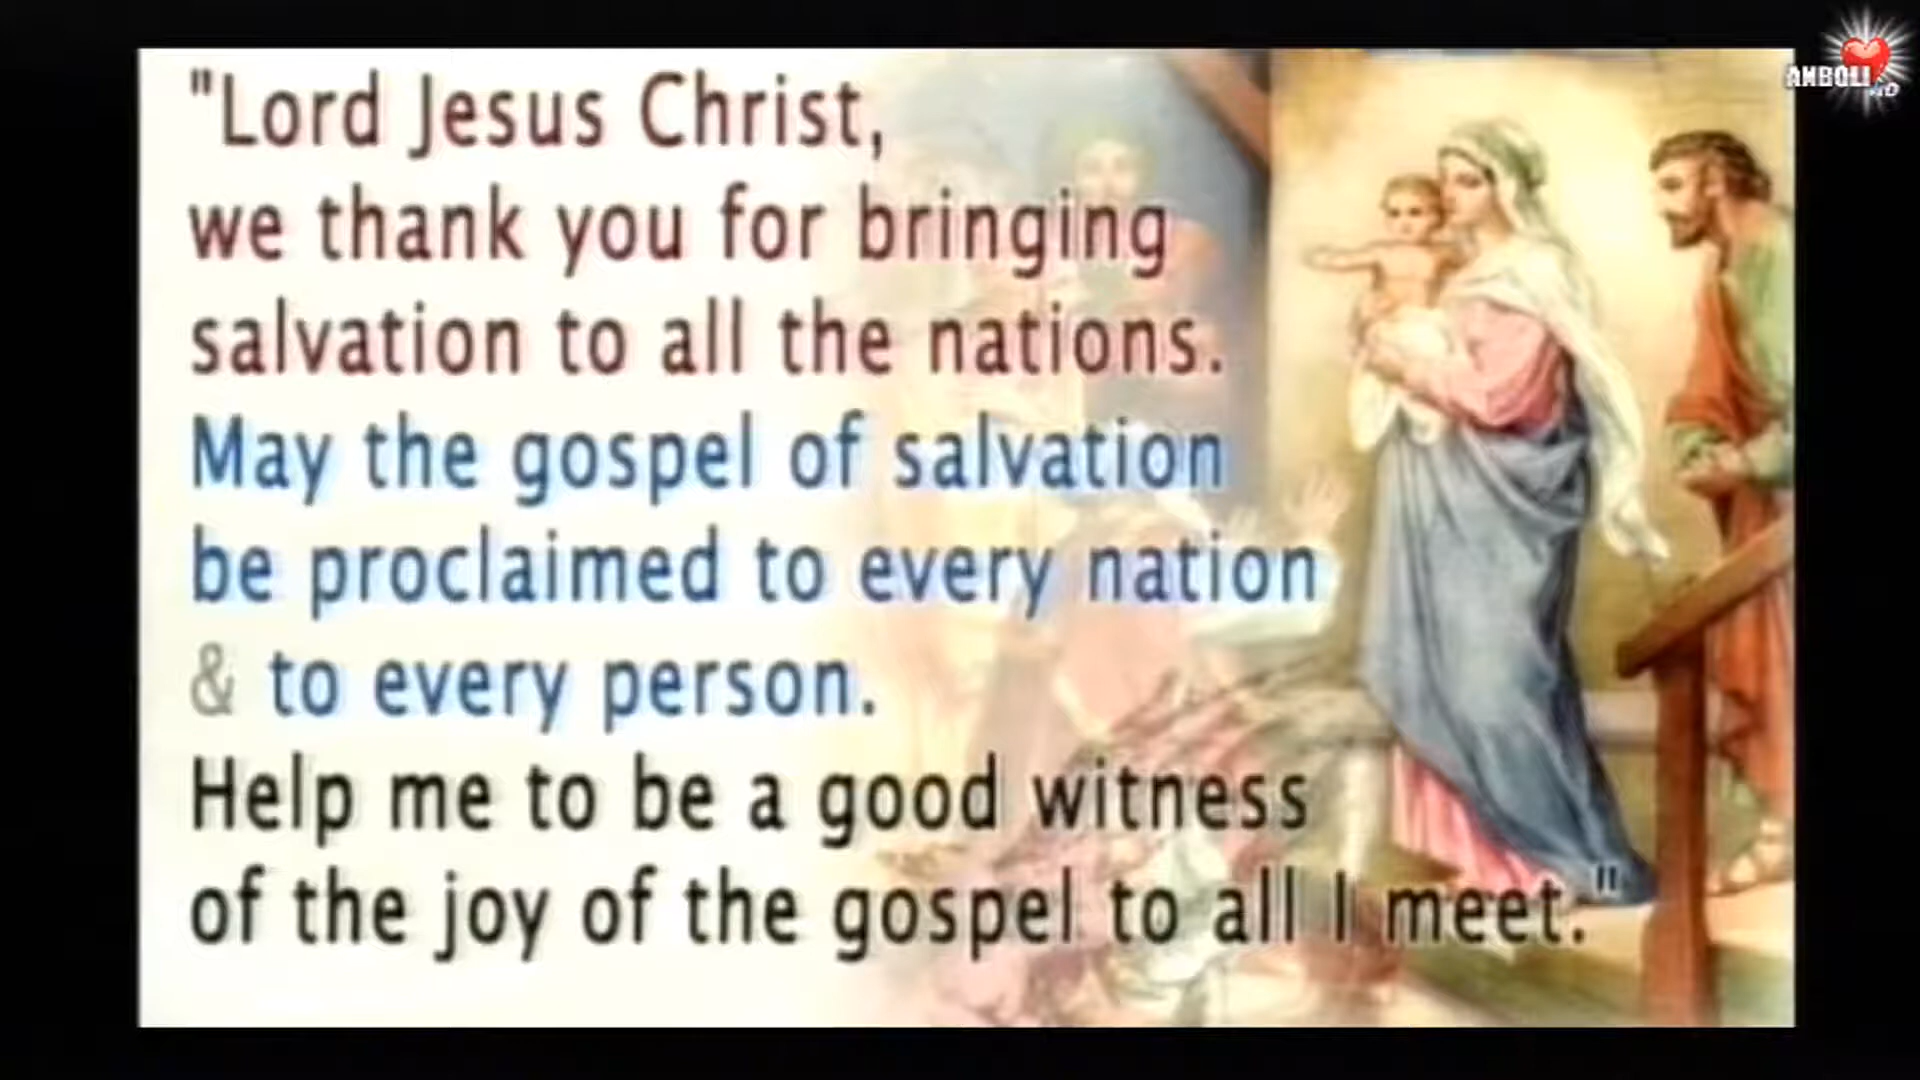 "Lord Jesus Christ,
we thank you for bringing
salvation to all the nations.
May the gospel of salvation
be proclaimed to every nation
& to every person.
Help me to be a good witness
of the joy of the gospel to all I meet."
ANBOLI
HD